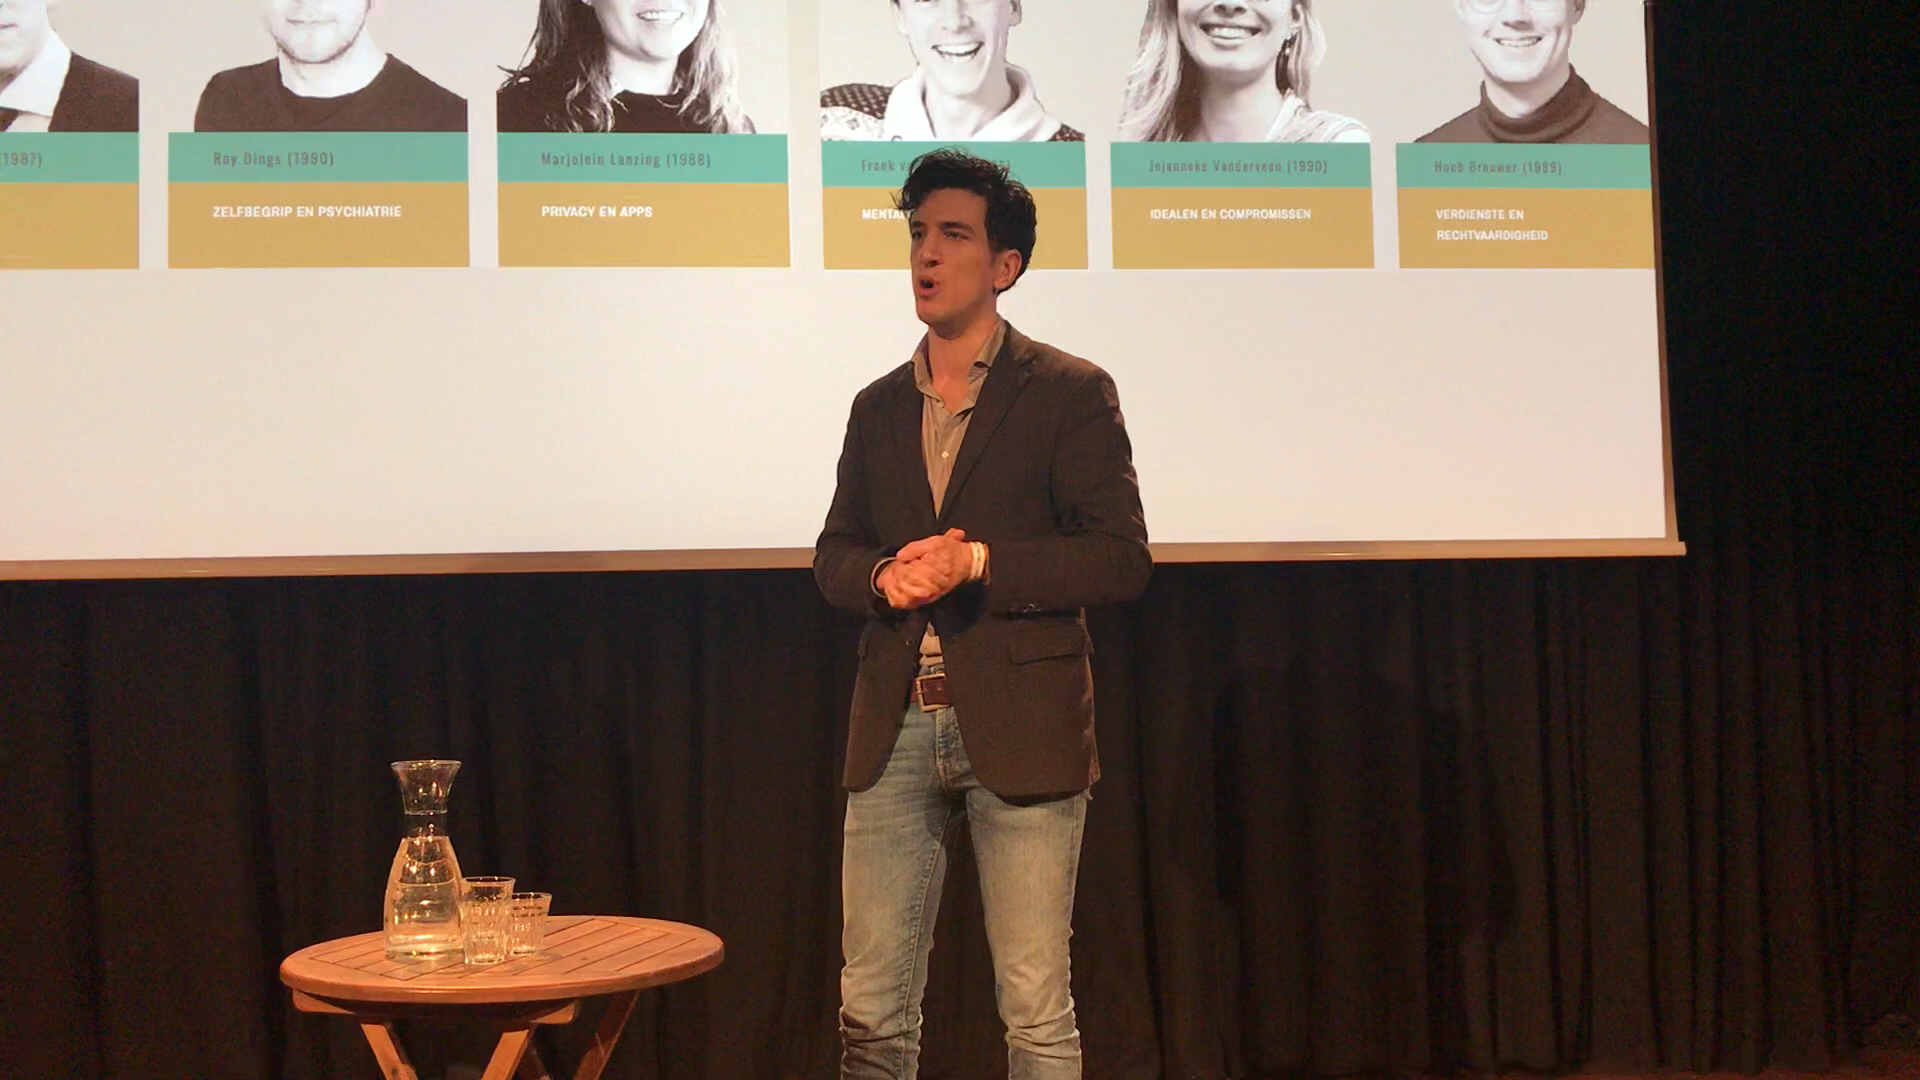 (1987)
Roy Dings (1990)
ZELFBEGRIP EN PSYCHIATRIE
Marjolein Lanzing (1988)
PRIVACY EN APPS
Frank
Jojanneke Vanderveen (1990)
IDEALEN EN COMPROMISSEN
Huub Brouwer (1989)
VERDIENSTE EN
RECHTVAARDIGHEID